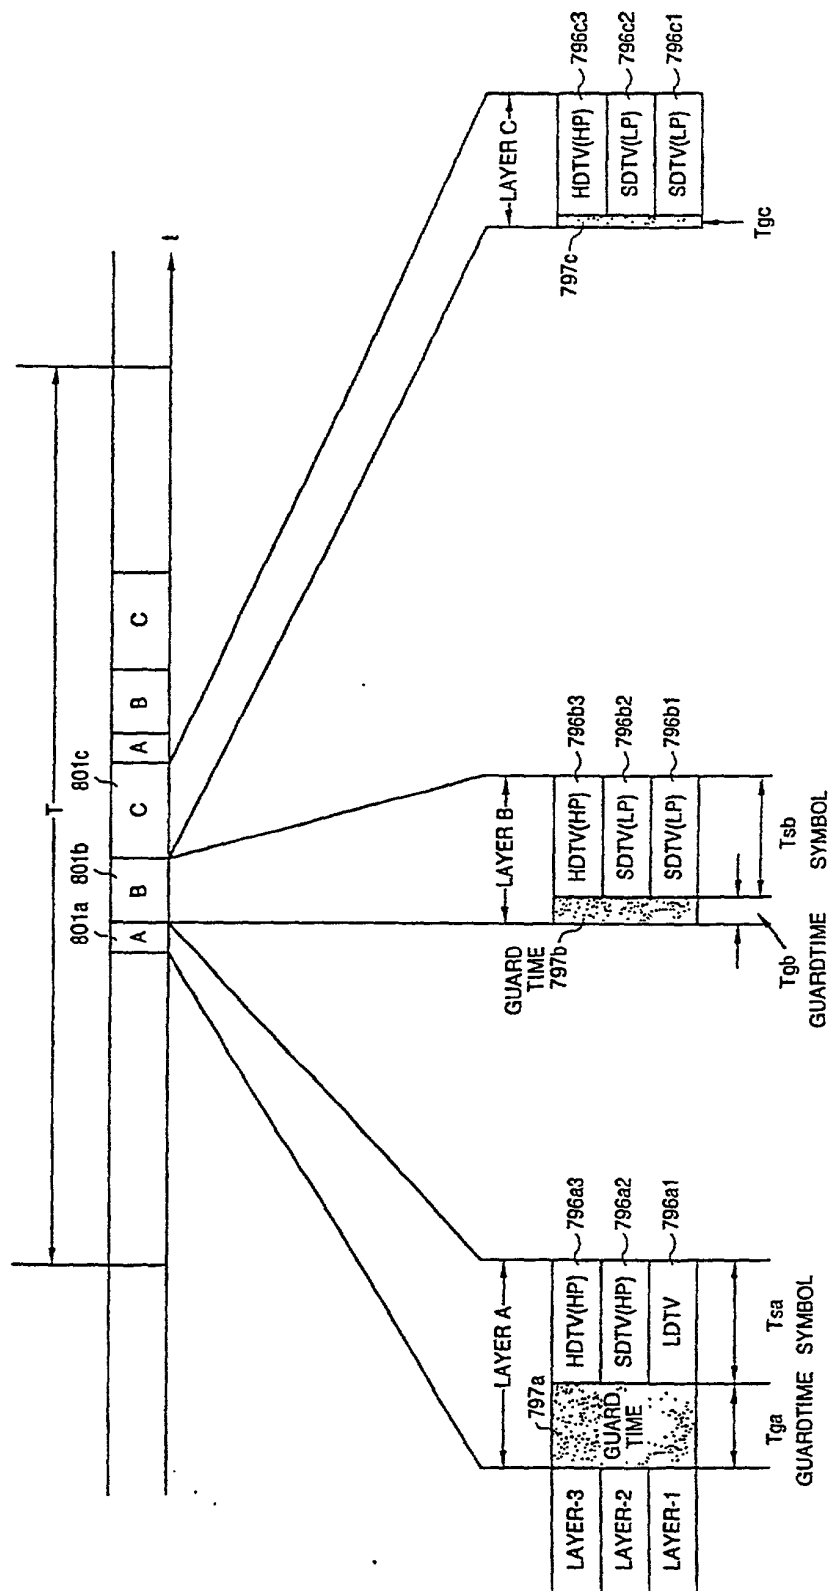 T
801a
801b
801c
A
B
C
A
B
C
t
LAYER A
LAYER B
LAYER C
797a
GUARD
TIME
797b
797c
LAYER-3
LAYER-2
LAYER-1
GUARD
TIME
HDTV(HP)
SDTV(HP)
LDTV
796a3
796a2
796a1
HDTV(HP)
SDTV(LP)
SDTV(LP)
796b3
796b2
796b1
HDTV(HP)
SDTV(LP)
SDTV(LP)
796c3
796c2
796c1
Tga
GUARDTIME
Tsa
SYMBOL
Tgb
GUARDTIME
Tsb
SYMBOL
Tgc